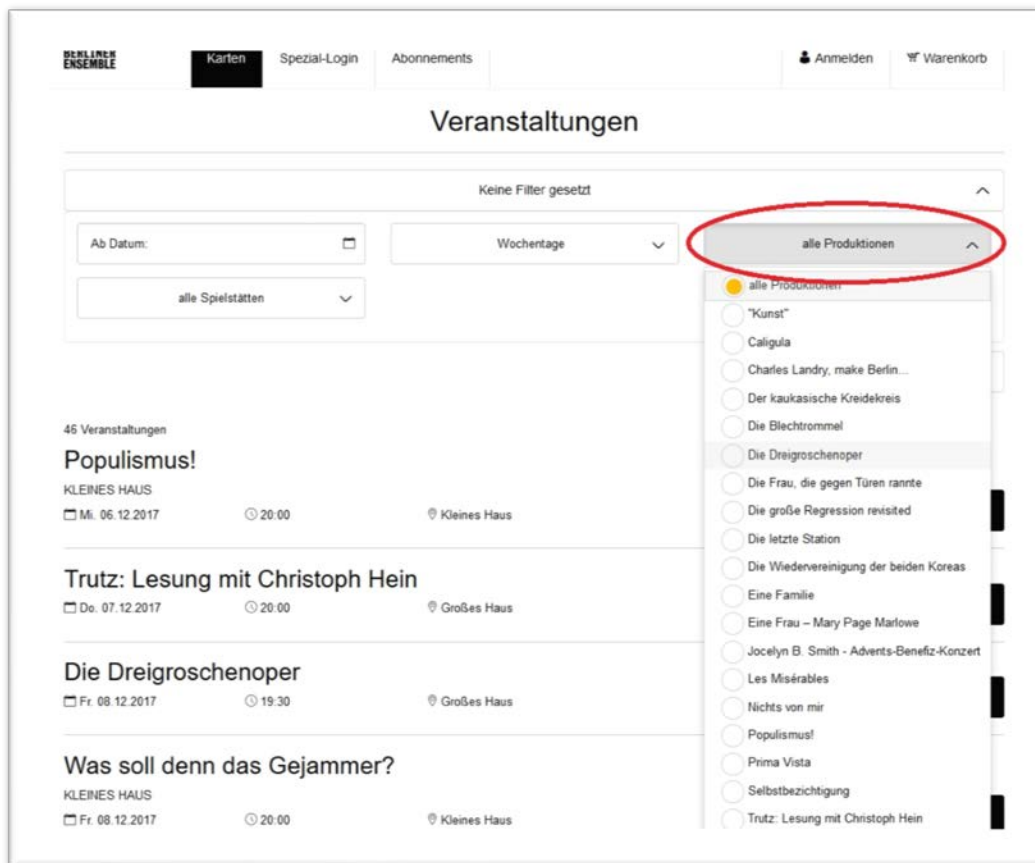 BERLINER
ENSEMBLE
Karten Spezial-Login Abonnements Anmelden Warenkorb
Veranstaltungen
Keine Filter gesetzt
Ab Datum: Wochentage alle Produktionen
alle Spielstätten
alle Produktionen
"Kunst"
Caligula
Charles Landry, make Berlin...
Der kaukasische Kreidekreis
Die Blechtrommel
Die Dreigroschenoper
Die Frau, die gegen Türen rannte
Die große Regression revisited
Die letzte Station
Die Wiedervereinigung der beiden Koreas
Eine Familie
Eine Frau – Mary Page Marlowe
Jocelyn B. Smith - Advents-Benefiz-Konzert
Les Misérables
Nichts von mir
Populismus!
Prima Vista
Selbstbezichtigung
Trutz: Lesung mit Christoph Hein
46 Veranstaltungen
Populismus!
KLEINES HAUS
Mi. 06.12.2017 20:00 Kleines Haus
Trutz: Lesung mit Christoph Hein
Do. 07.12.2017 20:00 Großes Haus
Die Dreigroschenoper
Fr. 08.12.2017 19:30 Großes Haus
Was soll denn das Gejammer?
KLEINES HAUS
Fr. 08.12.2017 20:00 Kleines Haus